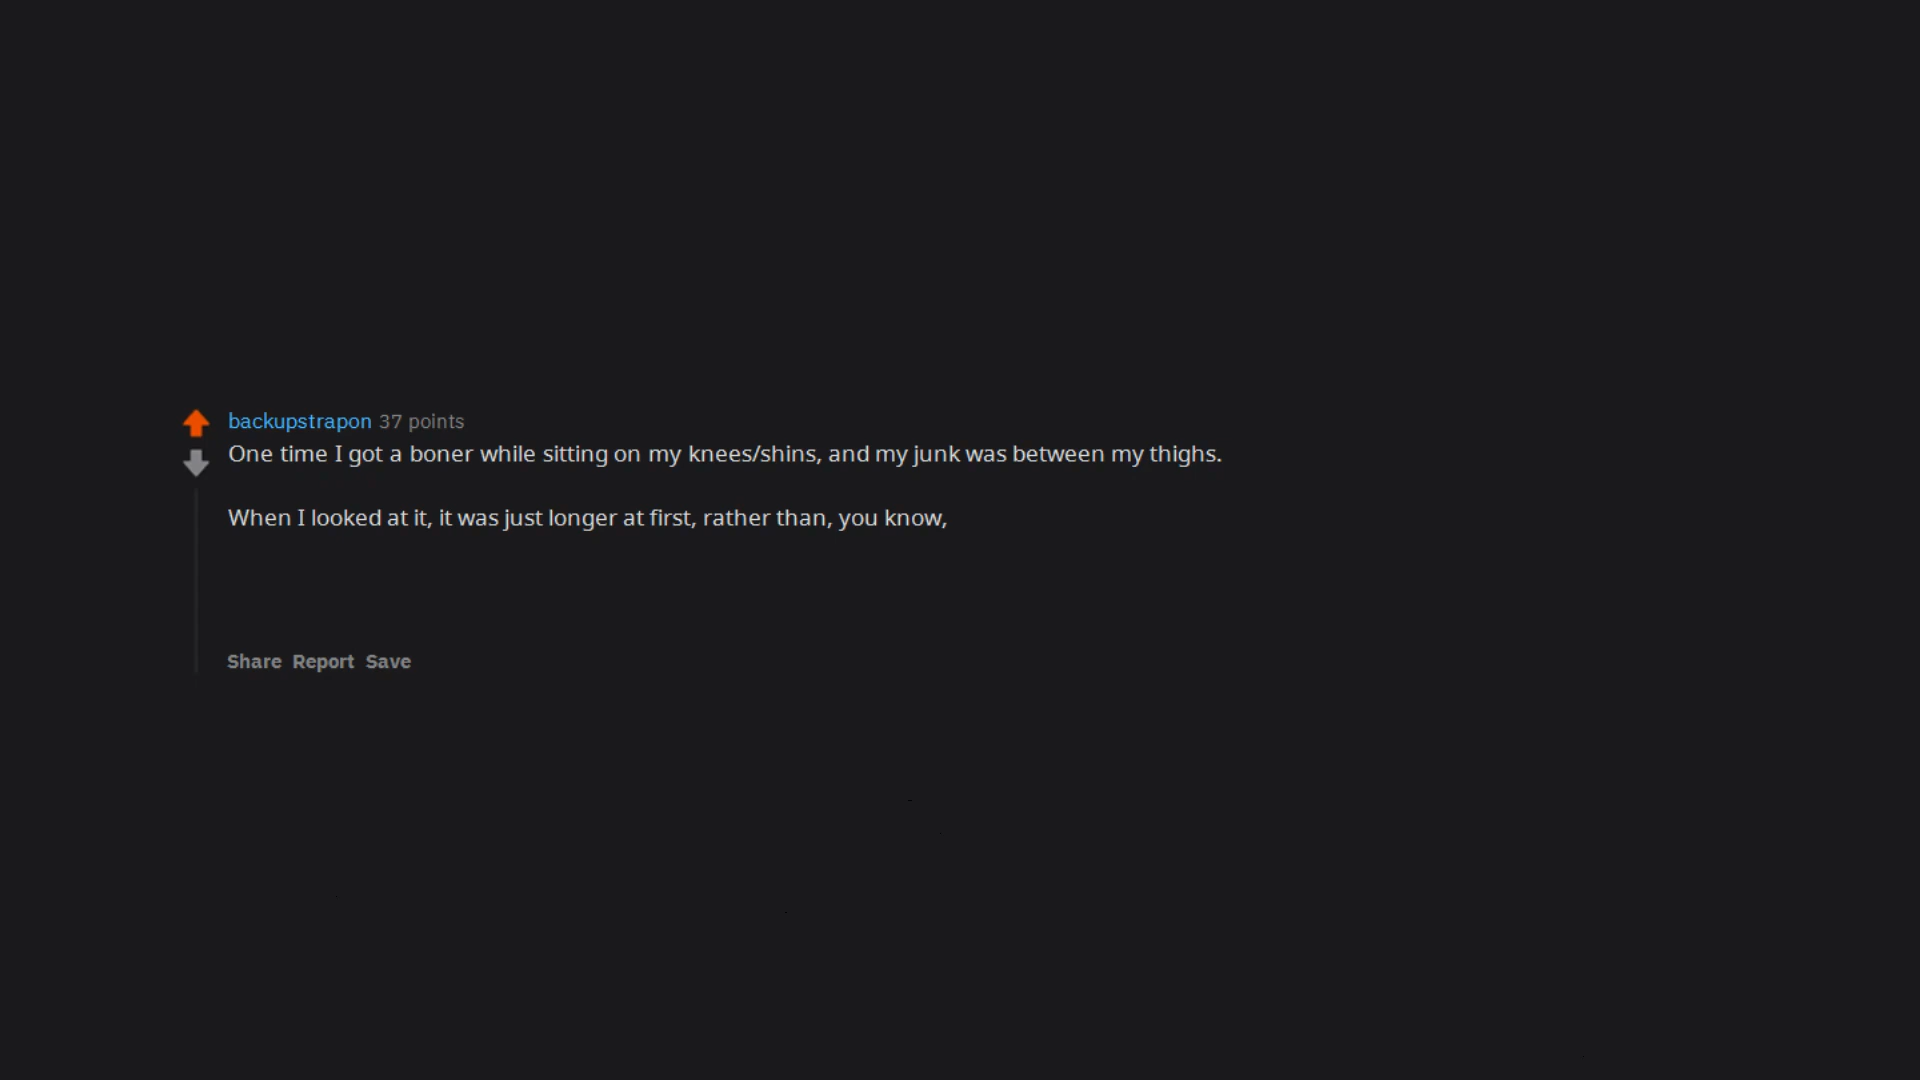 backupstrapon 37 points
One time I got a boner while sitting on my knees/shins, and my junk was between my thighs.
When I looked at it, it was just longer at first, rather than, you know,
Share Report Save